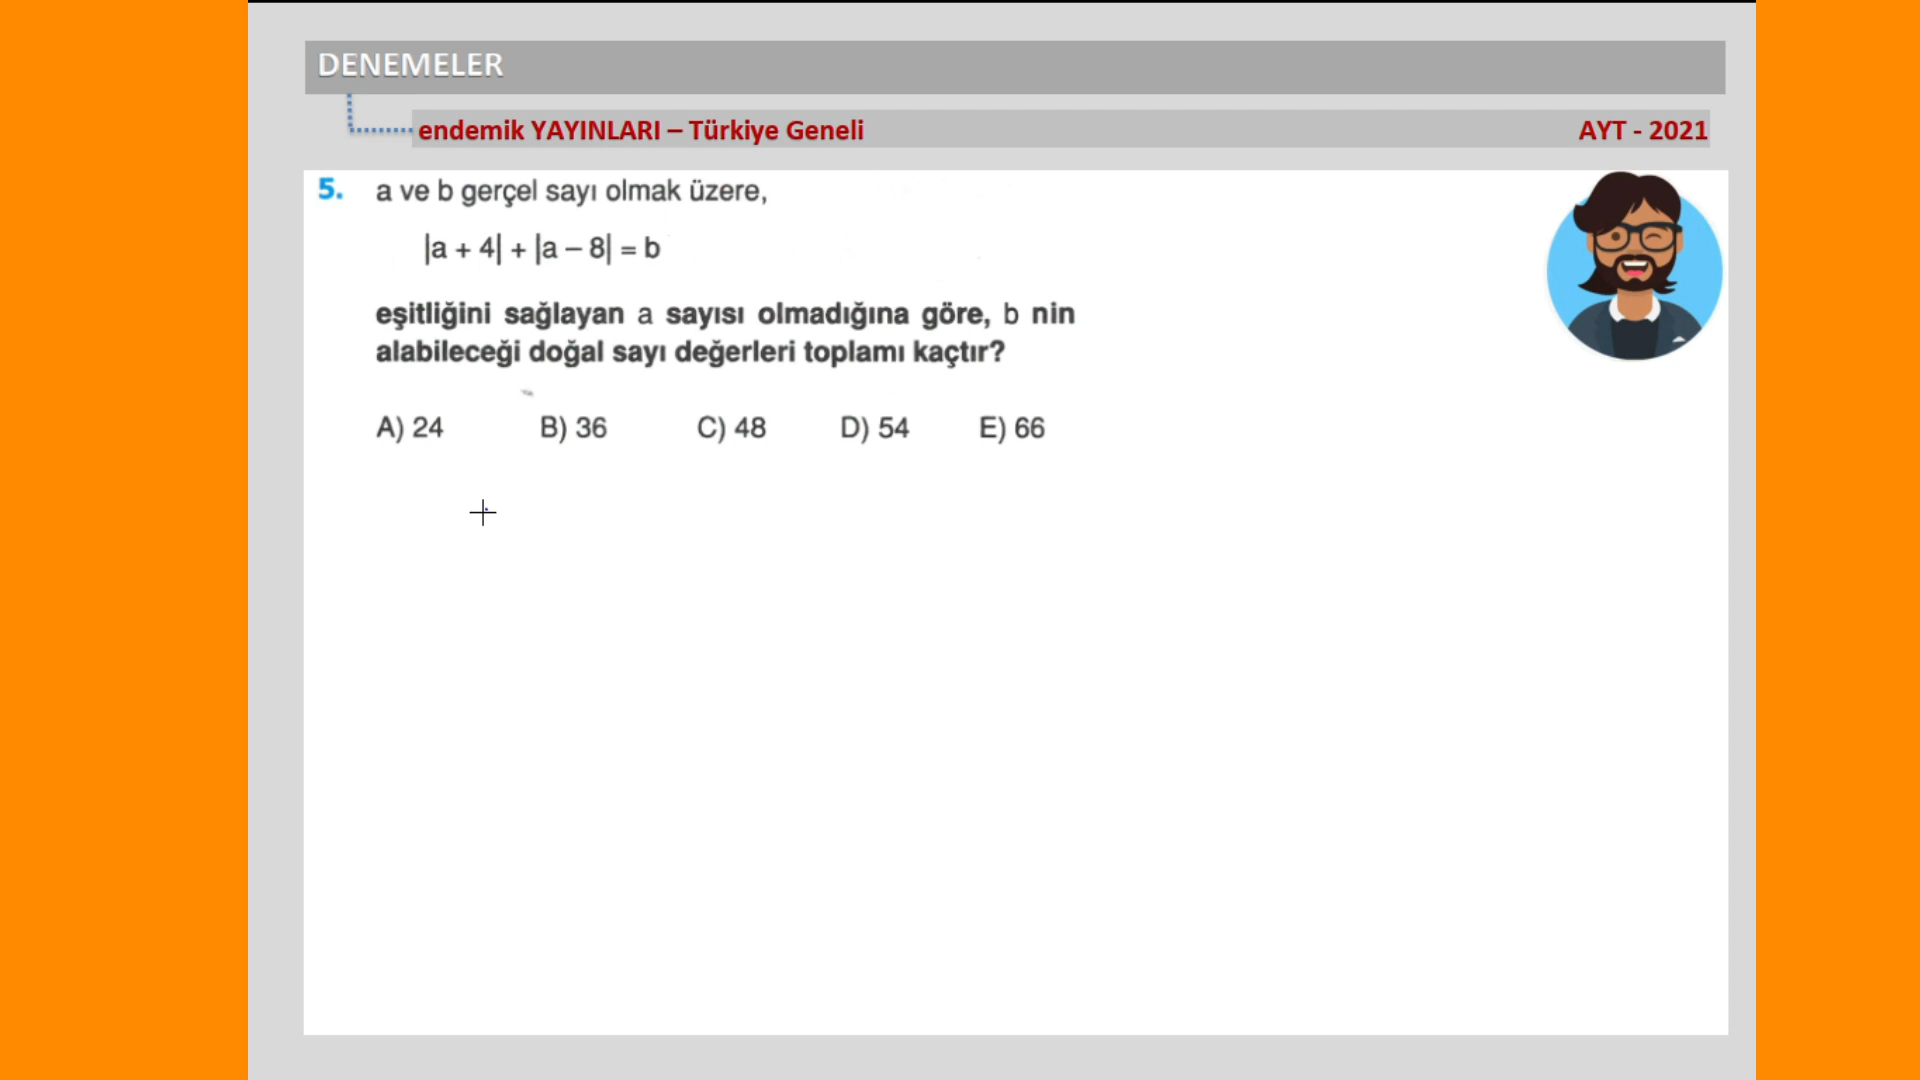 DENEMELER
endemik YAYINLARI – Türkiye Geneli AYT - 2021
5. a ve b gerçel sayı olmak üzere,
|a + 4| + |a – 8| = b
eşitliğini sağlayan a sayısı olmadığına göre, b nin
alabileceği doğal sayı değerleri toplamı kaçtır?
A) 24 B) 36 C) 48 D) 54 E) 66